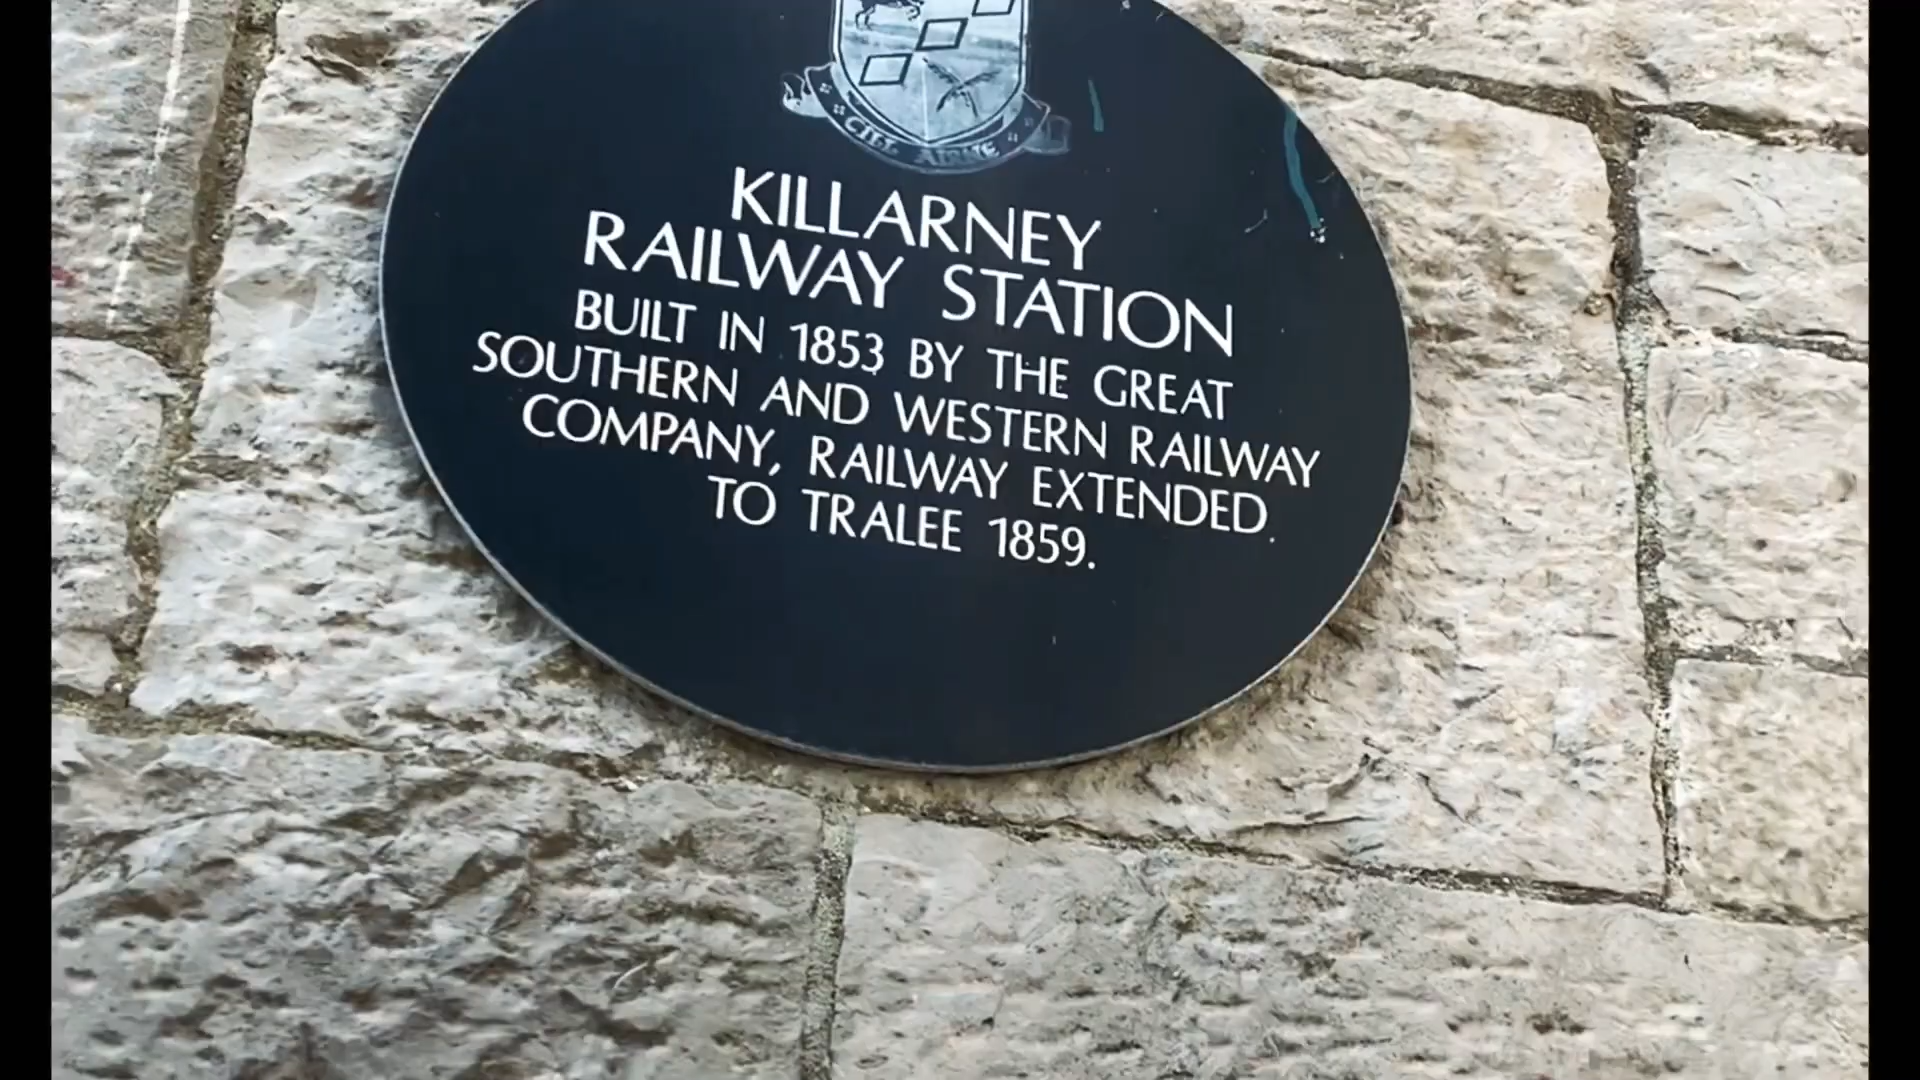 CILL AIRNE
KILLARNEY
RAILWAY STATION
BUILT IN 1853 BY THE GREAT
SOUTHERN AND WESTERN RAILWAY
COMPANY, RAILWAY EXTENDED
TO TRALEE 1859.